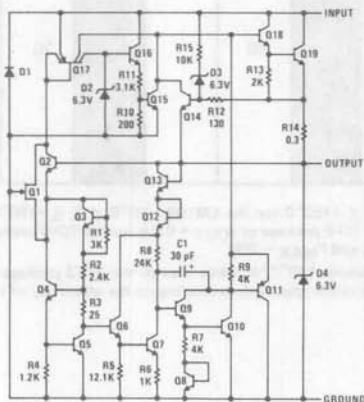 INPUT
D1
Q17
Q16
R15
10K
D3
6.3V
Q18
Q19
D2
6.3V
R11
3.1K
R10
200
Q15
Q14
R12
130
R13
2K
R14
0.3
Q2
OUTPUT
Q1
Q13
Q12
Q3
R1
3K
R8
24K
C1
30 pF
R9
4K
Q11
D4
6.3V
R2
2.4K
Q4
R3
25
Q9
Q6
Q10
R7
4K
Q5
Q7
R4
1.2K
R5
12.1K
R6
1K
Q8
GROUND